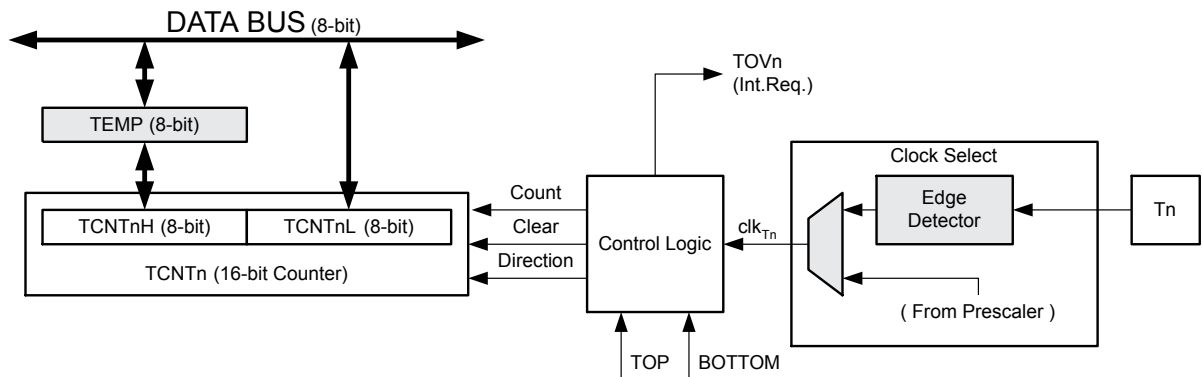 DATA BUS (8-bit)
TEMP (8-bit)
TCNTnH (8-bit)
TCNTnL (8-bit)
TCNTn (16-bit Counter)
Count
Clear
Direction
Control Logic
TOVn
(Int.Req.)
TOP
BOTTOM
clkTn
Clock Select
Edge
Detector
( From Prescaler )
Tn